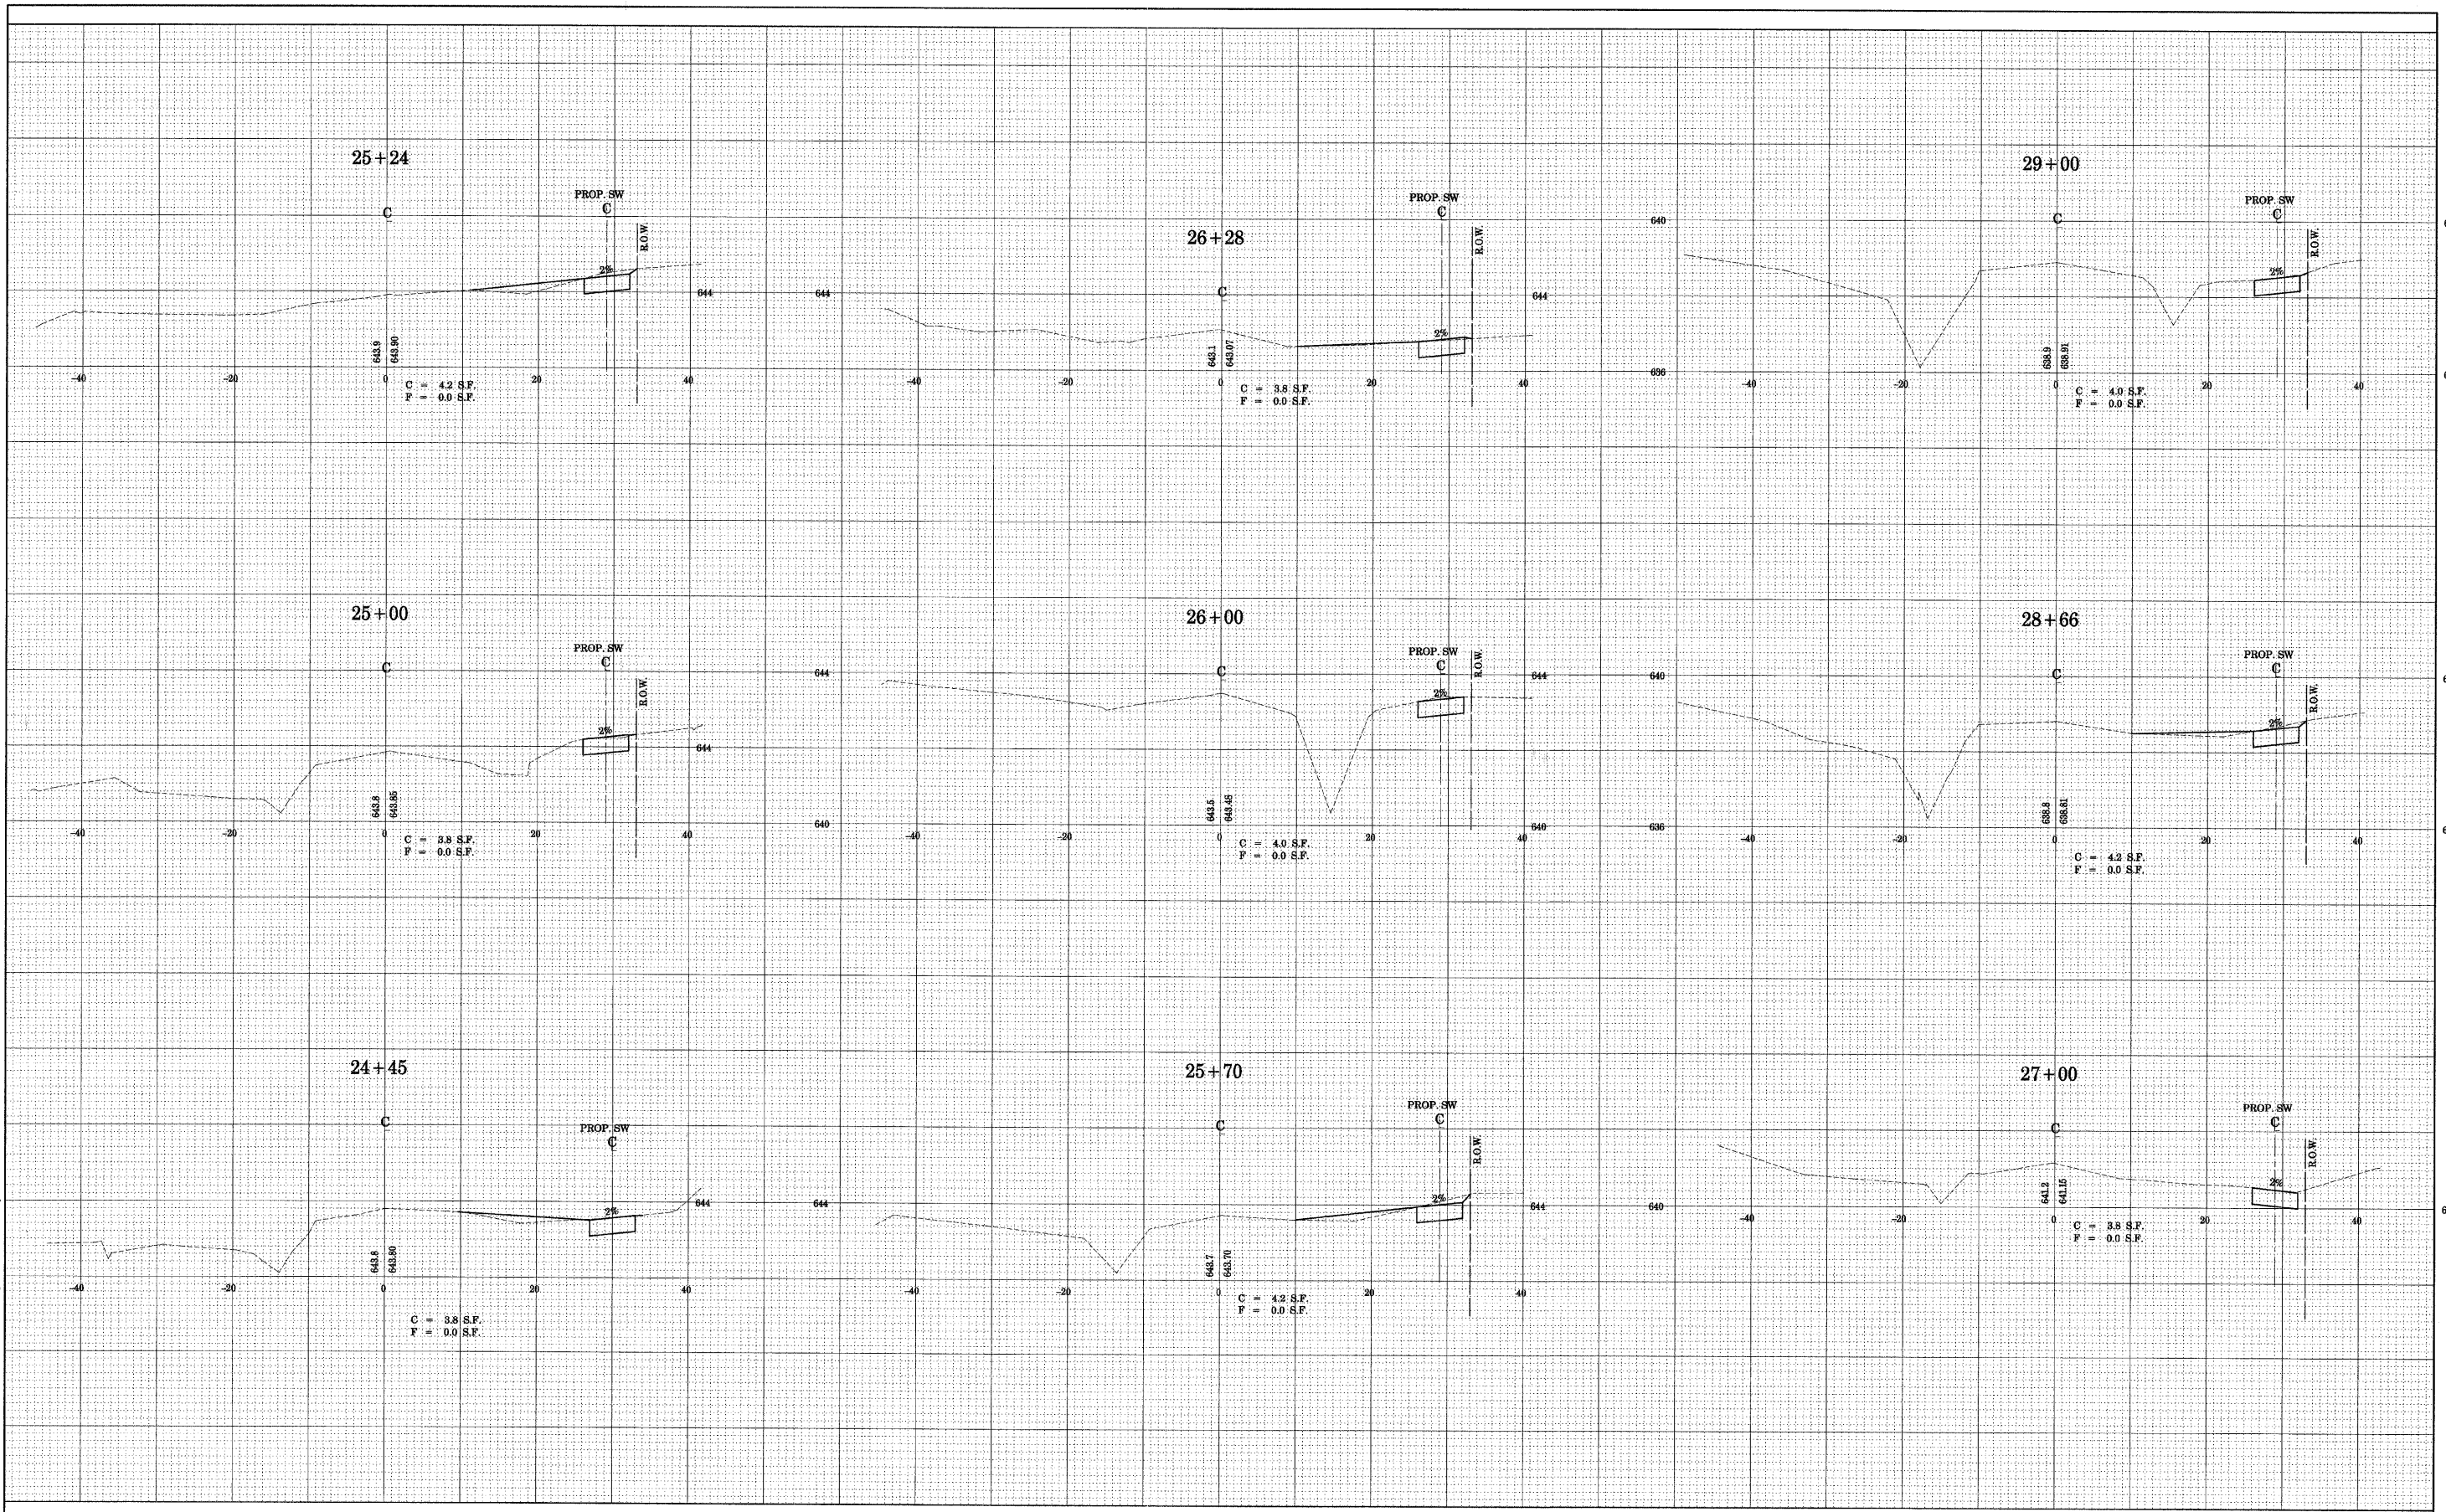 25+24
PROP. SW
C
C
R.O.W.
2%
644
643.9
643.90
-40
-20
0
20
40
C = 4.2 S.F.
F = 0.0 S.F.
26+28
PROP. SW
C
C
R.O.W.
2%
644
644
643.1
643.07
-40
-20
0
20
40
C = 3.8 S.F.
F = 0.0 S.F.
29+00
PROP. SW
C
C
R.O.W.
2%
640
636
638.9
638.91
-40
-20
0
20
40
C = 4.0 S.F.
F = 0.0 S.F.
25+00
PROP. SW
C
C
R.O.W.
2%
644
643.8
643.85
-40
-20
0
20
40
C = 3.8 S.F.
F = 0.0 S.F.
26+00
PROP. SW
C
C
R.O.W.
2%
644
644
640
640
643.5
643.48
-40
-20
0
20
40
C = 4.0 S.F.
F = 0.0 S.F.
28+66
PROP. SW
C
C
R.O.W.
2%
640
636
638.8
638.81
-40
-20
0
20
40
C = 4.2 S.F.
F = 0.0 S.F.
24+45
PROP. SW
C
C
2%
644
643.8
643.80
-40
-20
0
20
40
C = 3.8 S.F.
F = 0.0 S.F.
25+70
PROP. SW
C
C
R.O.W.
2%
644
644
643.7
643.70
-40
-20
0
20
40
C = 4.2 S.F.
F = 0.0 S.F.
27+00
PROP. SW
C
C
R.O.W.
2%
640
641.2
641.15
-40
-20
0
20
40
C = 3.8 S.F.
F = 0.0 S.F.